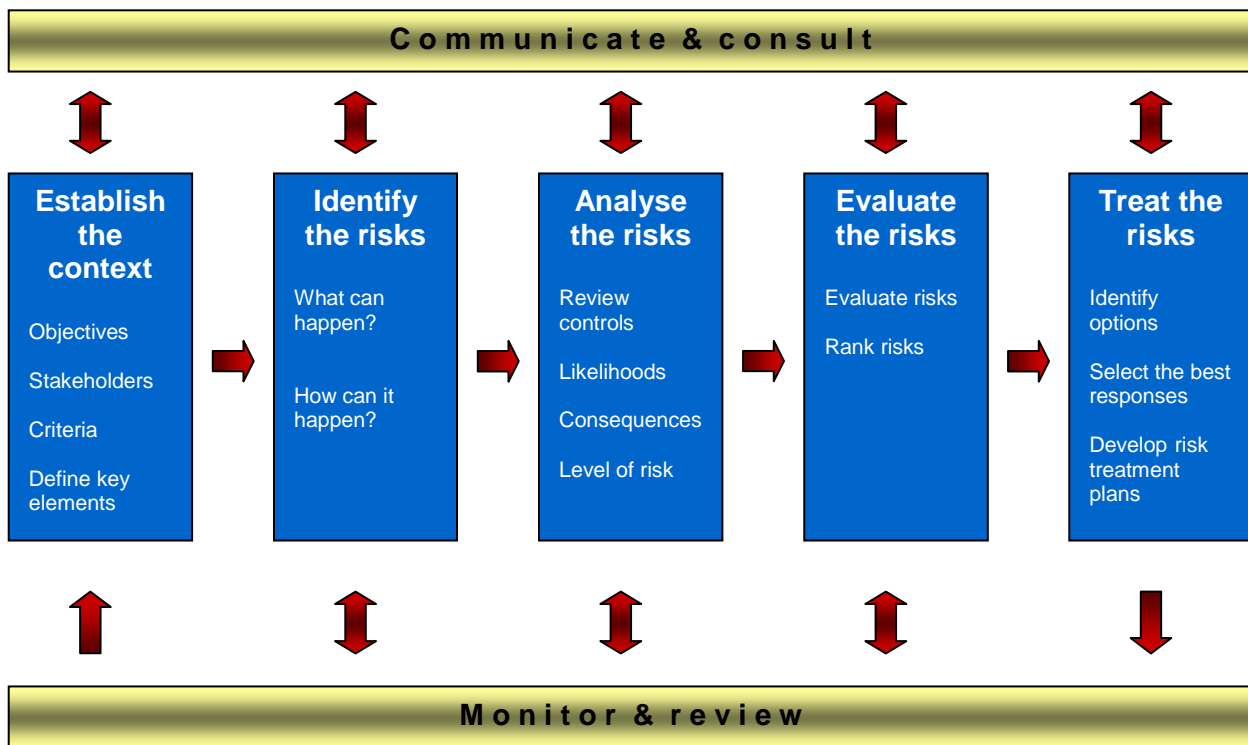 Communicate & consult
Establish
the
context
Objectives
Stakeholders
Criteria
Define key
elements
Identify
the risks
What can
happen?
How can it
happen?
Analyse
the risks
Review
controls
Likelihoods
Consequences
Level of risk
Evaluate
the risks
Evaluate risks
Rank risks
Treat the
risks
Identify
options
Select the best
responses
Develop risk
treatment
plans
Monitor & review